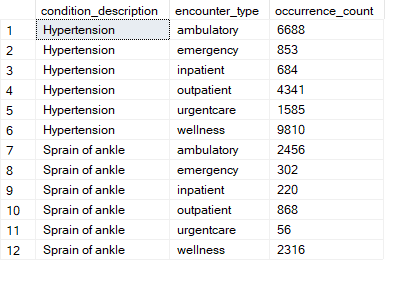 condition_description encounter_type occurrence_count
1 Hypertension ambulatory 6688
2 Hypertension emergency 853
3 Hypertension inpatient 684
4 Hypertension outpatient 4341
5 Hypertension urgentcare 1585
6 Hypertension wellness 9810
7 Sprain of ankle ambulatory 2456
8 Sprain of ankle emergency 302
9 Sprain of ankle inpatient 220
10 Sprain of ankle outpatient 868
11 Sprain of ankle urgentcare 56
12 Sprain of ankle wellness 2316